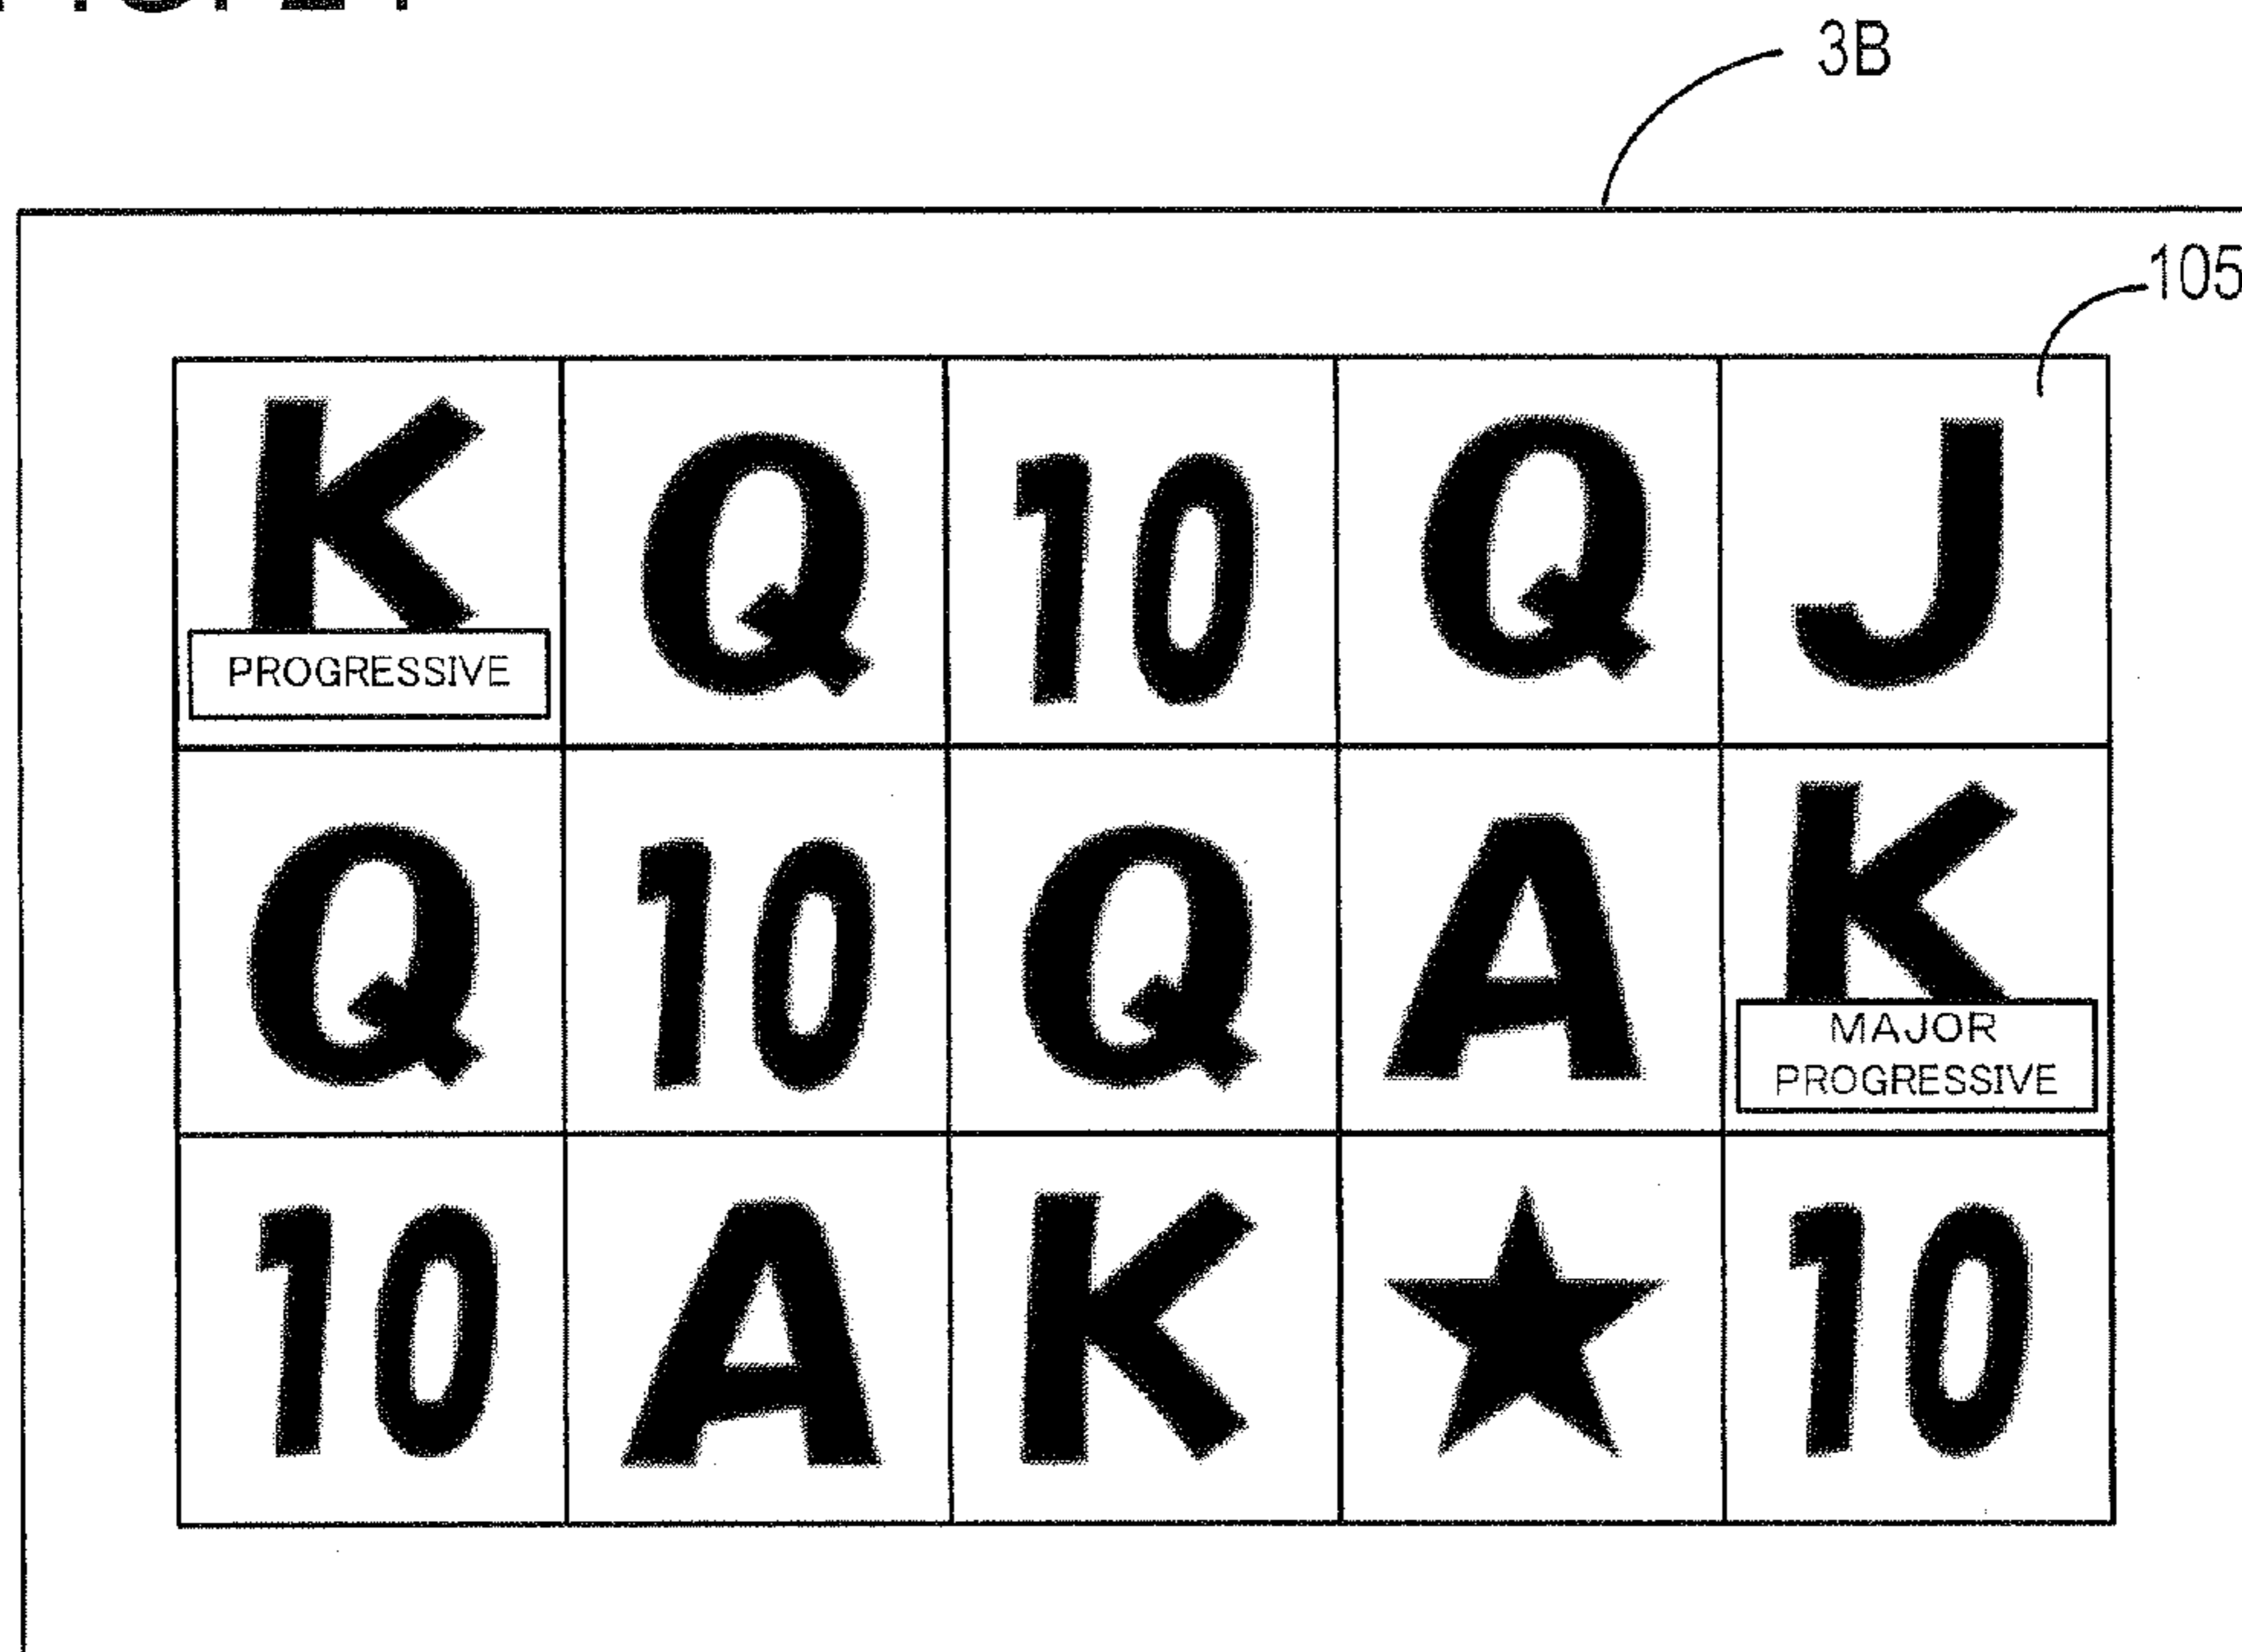 3B
105
K Q 10 Q J
PROGRESSIVE
Q 10 Q A K
MAJOR
PROGRESSIVE
10 A K 10